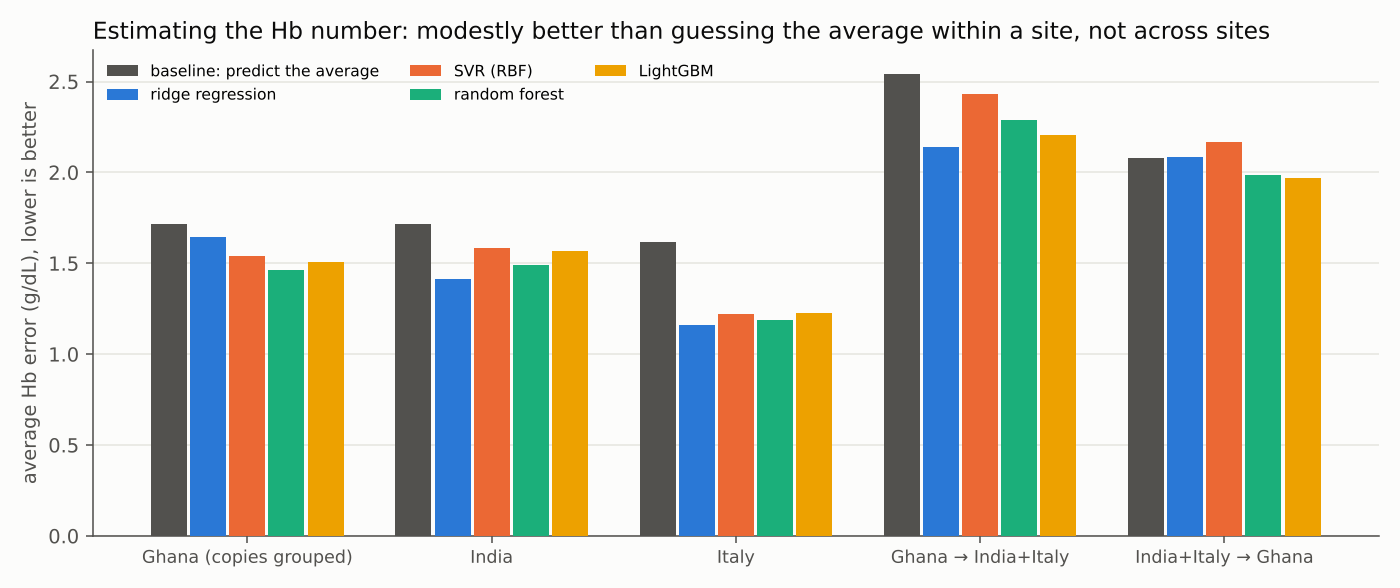 Estimating the Hb number: modestly better than guessing the average within a site, not across sites
baseline: predict the average
ridge regression
SVR (RBF)
random forest
LightGBM
average Hb error (g/dL), lower is better
2.5
2.0
1.5
1.0
0.5
0.0
Ghana (copies grouped)
India
Italy
Ghana → India+Italy
India+Italy → Ghana